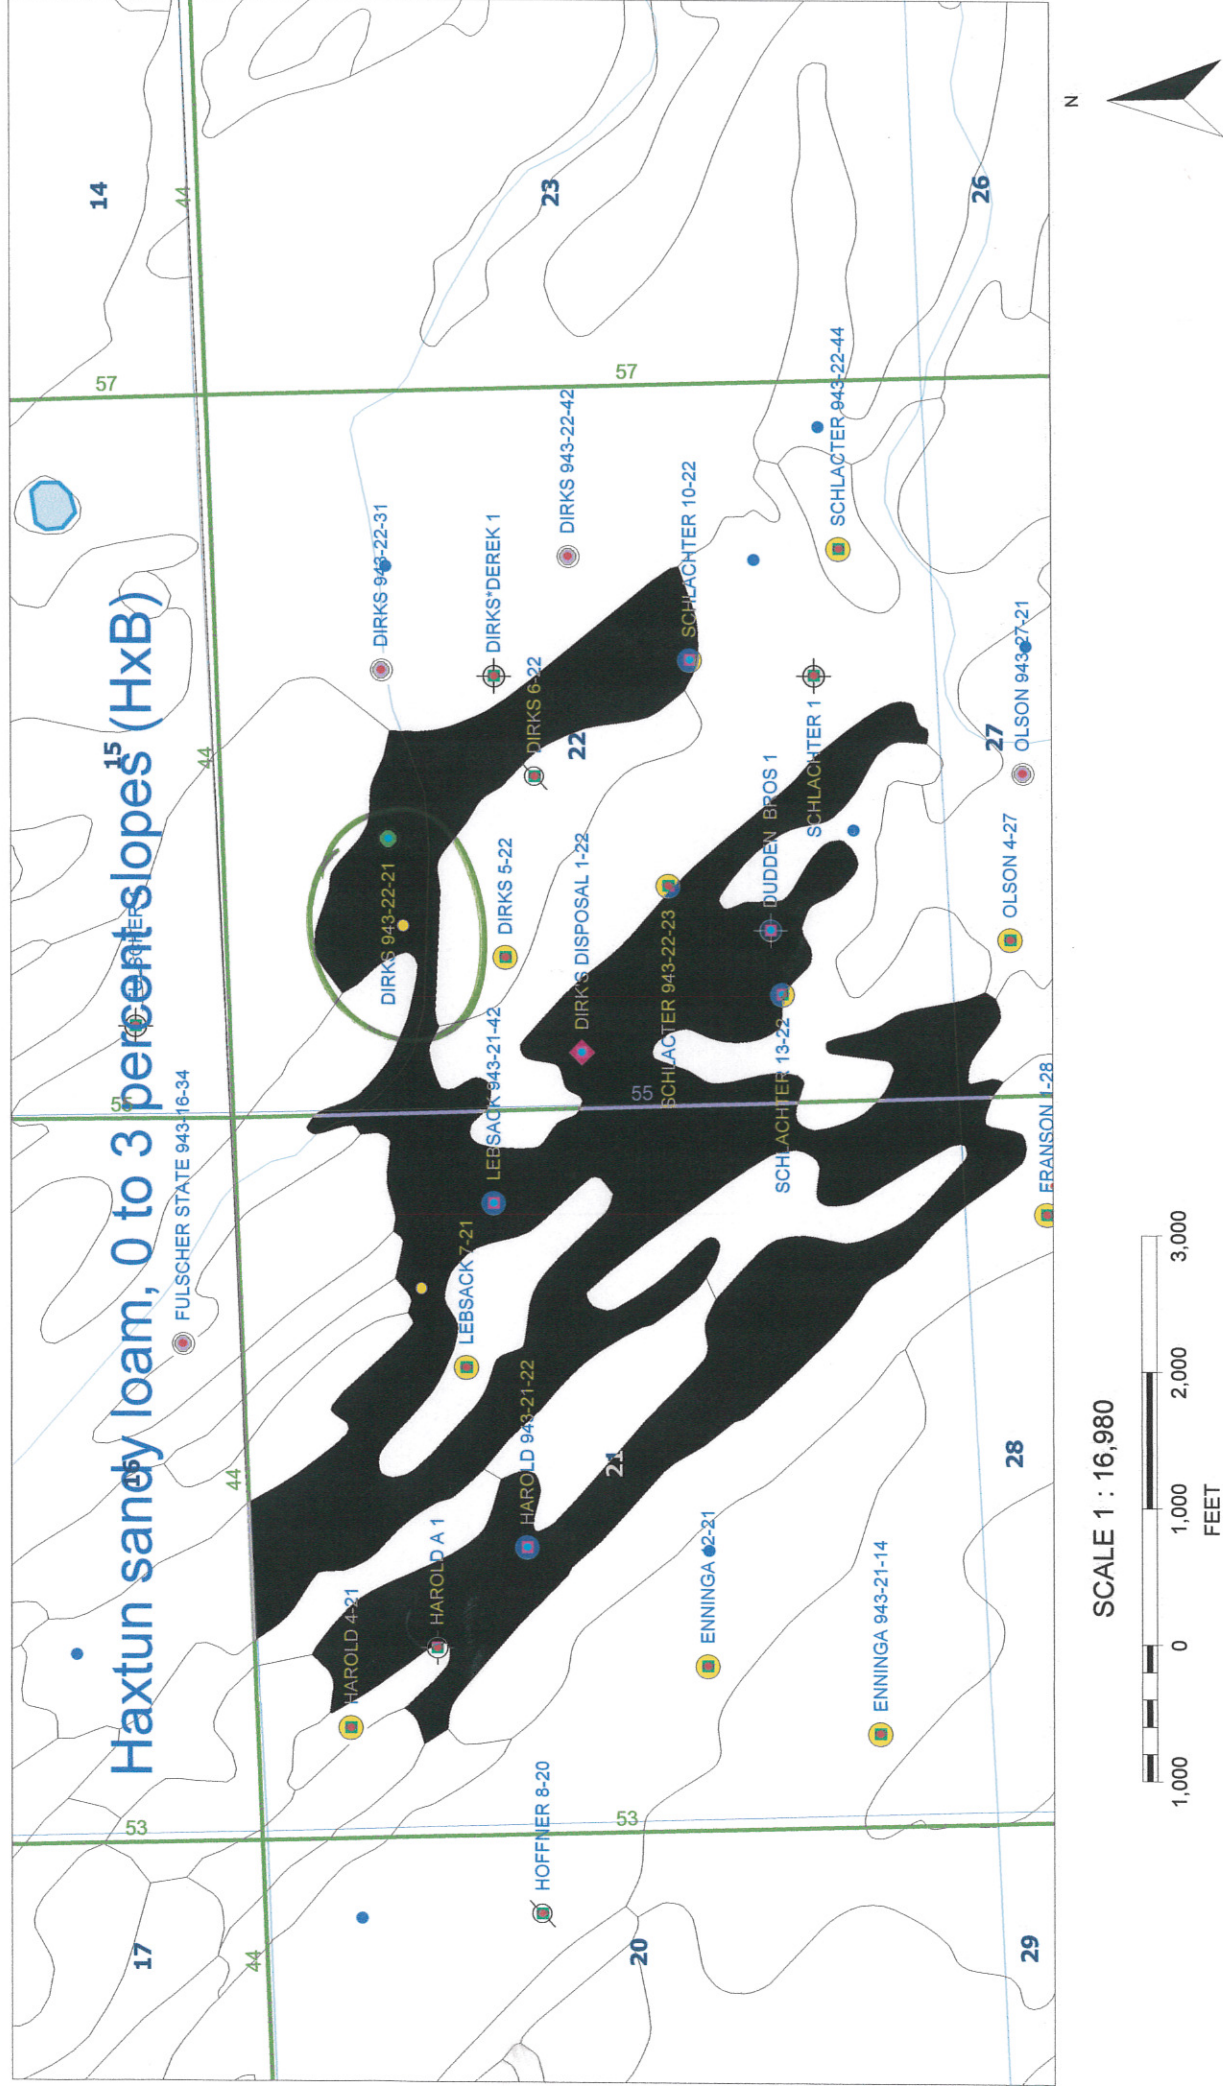 Haxtun sandy loam, 0 to 3 percent slopes (HxB)
17
16
15
14
44
44
44
44
53
55
57
FULSCHER STATE 943-16-34
HAROLD 4-21
DIRKS 943-22-21
DIRKS 943-22-31
HAROLD A 1
LEBSACK 7-21
LEBSACK 943-21-42
DIRKS 5-22
DIRKS*DEREK 1
HOFFNER 8-20
HAROLD 943-21-22
DIRKS 6-22
DIRKS 943-22-42
23
DIRKS DISPOSAL 1-22
22
20
53
21
55
57
ENNINGA 12-21
SCHLACTER 943-22-23
SCHLACHTER 10-22
SCHLACHTER 13-22
DUDDEN BROS 1
SCHLACHTER 1
SCHLACTER 943-22-44
ENNINGA 943-21-14
29
28
FRANSON 1-28
OLSON 4-27
27
OLSON 943-27-21
26
N
SCALE 1 : 16,980
1,000
0
1,000
2,000
3,000
FEET